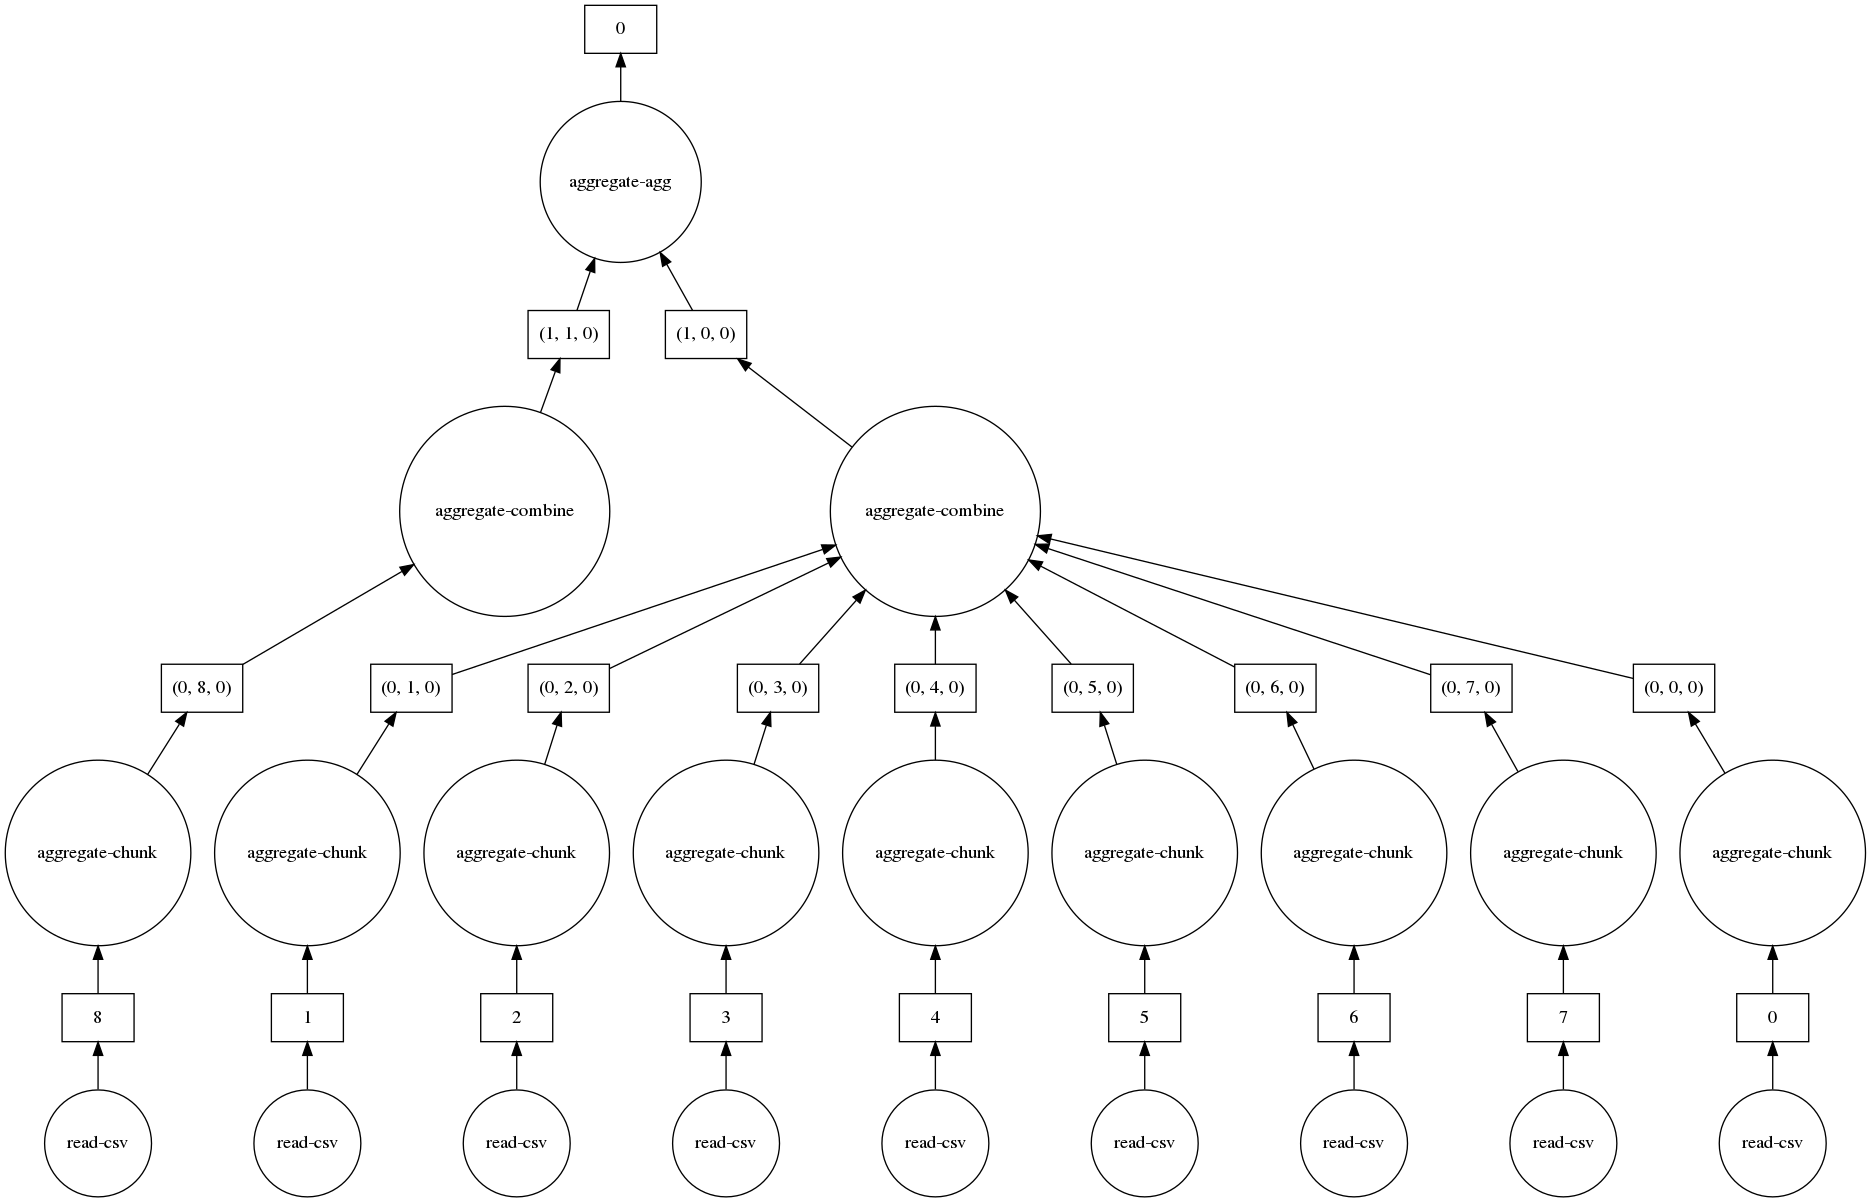 0
aggregate-agg
(1, 1, 0)
(1, 0, 0)
aggregate-combine
aggregate-combine
(0, 8, 0)
(0, 1, 0)
(0, 2, 0)
(0, 3, 0)
(0, 4, 0)
(0, 5, 0)
(0, 6, 0)
(0, 7, 0)
(0, 0, 0)
aggregate-chunk
aggregate-chunk
aggregate-chunk
aggregate-chunk
aggregate-chunk
aggregate-chunk
aggregate-chunk
aggregate-chunk
aggregate-chunk
8
1
2
3
4
5
6
7
0
read-csv
read-csv
read-csv
read-csv
read-csv
read-csv
read-csv
read-csv
read-csv